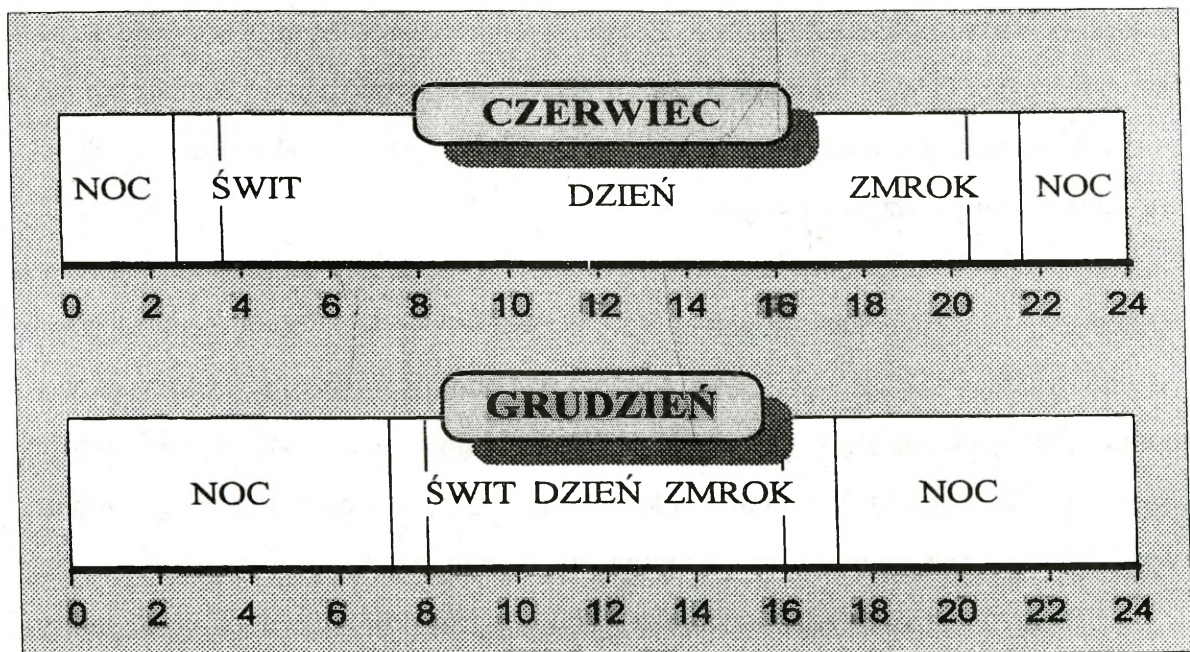 CZERWIEC
NOC ŚWIT DZIEŃ ZMROK NOC
0 2 4 6 8 10 12 14 16 18 20 22 24
GRUDZIEŃ
NOC ŚWIT DZIEŃ ZMROK NOC
0 2 4 6 8 10 12 14 16 18 20 22 24